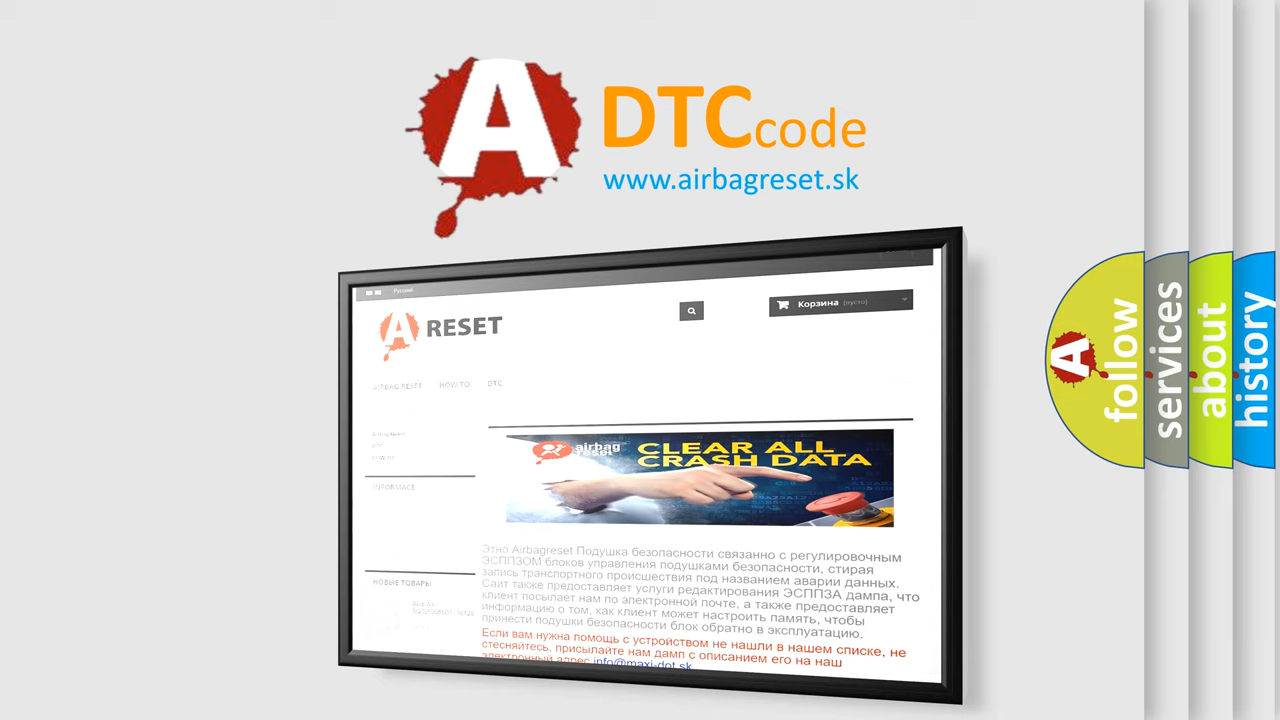 A DTCcode
www.airbagreset.sk
Русский
A RESET
Корзина (пусто)
AIRBAG RESET HOW TO DTC
Airbag Reset
DTC
HOW TO
INFORMACE
НОВЫЕ ТОВАРЫ
airbag
reset
CLEAR ALL
CRASH DATA
Этно Airbagreset Подушка безопасности связанно с регулировочным
ЭСППЗОМ блоков управления подушками безопасности, стирая
запись транспортного происшествия под названием аварии данных.
Сайт также предоставляет услуги редактирования ЭСППЗА дампа, что
клиент посылает нам по электронной почте, а также предоставляет
информацию о том, как клиент может настроить память, чтобы
принести подушки безопасности блок обратно в эксплуатацию.
Если вам нужна помощь с устройством не нашли в нашем списке, не
стесняйтесь, присылайте нам дамп с описанием его на наш
электронный адрес info@maxi-dot.sk
A follow
services
about
history